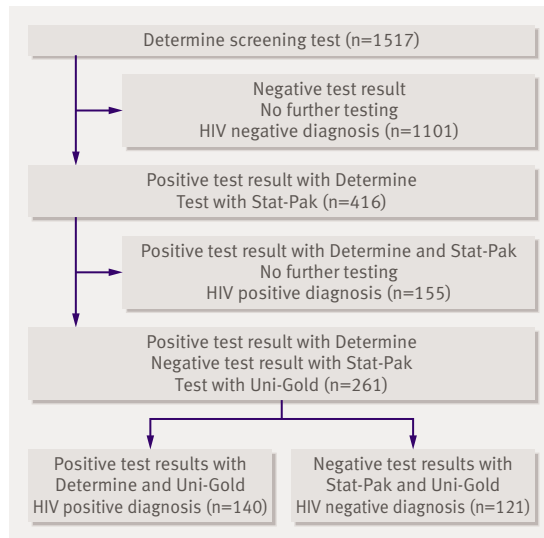 Determine screening test (n=1517)
Negative test result
No further testing
HIV negative diagnosis (n=1101)
Positive test result with Determine
Test with Stat-Pak (n=416)
Positive test result with Determine and Stat-Pak
No further testing
HIV positive diagnosis (n=155)
Positive test result with Determine
Negative test result with Stat-Pak
Test with Uni-Gold (n=261)
Positive test results with
Determine and Uni-Gold
HIV positive diagnosis (n=140)
Negative test results with
Stat-Pak and Uni-Gold
HIV negative diagnosis (n=121)